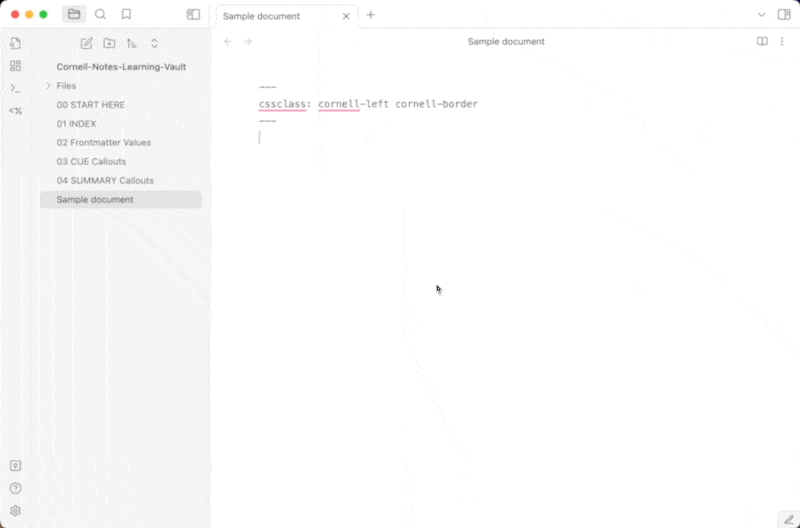 Sample document
Sample document
Cornell-Notes-Learning-Vault
Files
00 START HERE
01 INDEX
02 Frontmatter Values
03 CUE Callouts
04 SUMMARY Callouts
Sample document
---
cssclass: cornell-left cornell-border
---